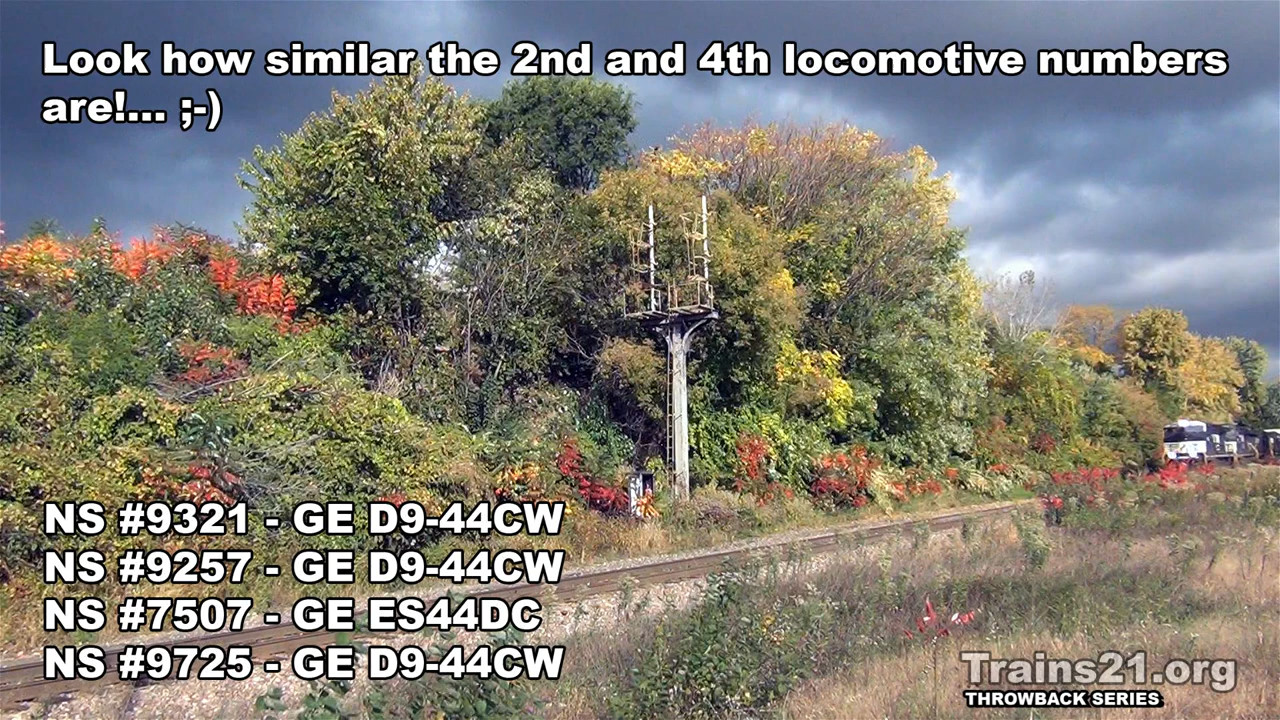 Look how similar the 2nd and 4th locomotive numbers
are!... ;-)
NS #9321 - GE D9-44CW
NS #9257 - GE D9-44CW
NS #7507 - GE ES44DC
NS #9725 - GE D9-44CW
Trains21.org
THROWBACK SERIES